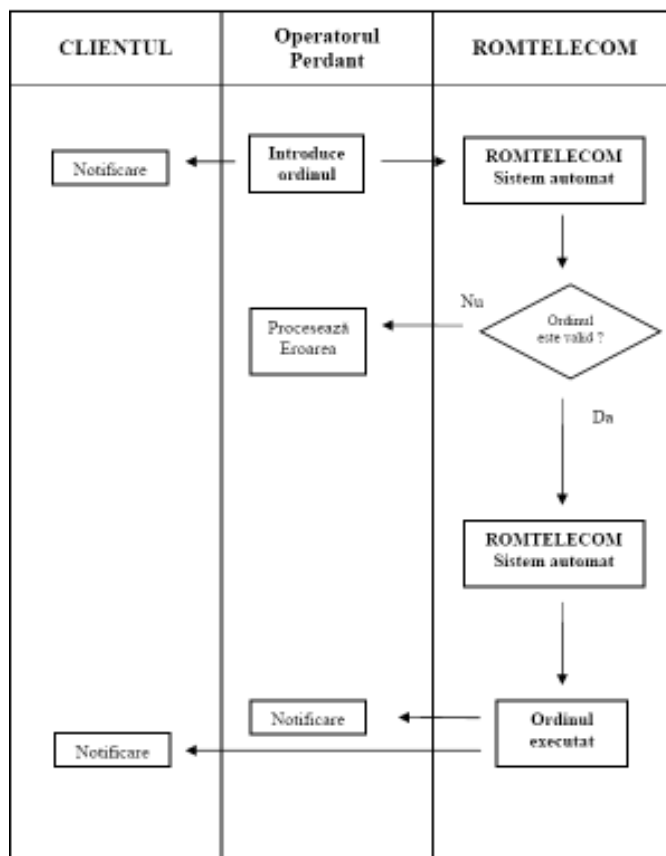 CLIENTUL
Operatorul
Perdant
ROMTELECOM
Notificare
Introduce
ordinul
ROMTELECOM
Sistem automat
Nu
Procesează
Eroarea
Ordinul
este valid ?
Da
ROMTELECOM
Sistem automat
Notificare
Ordinul
executat
Notificare